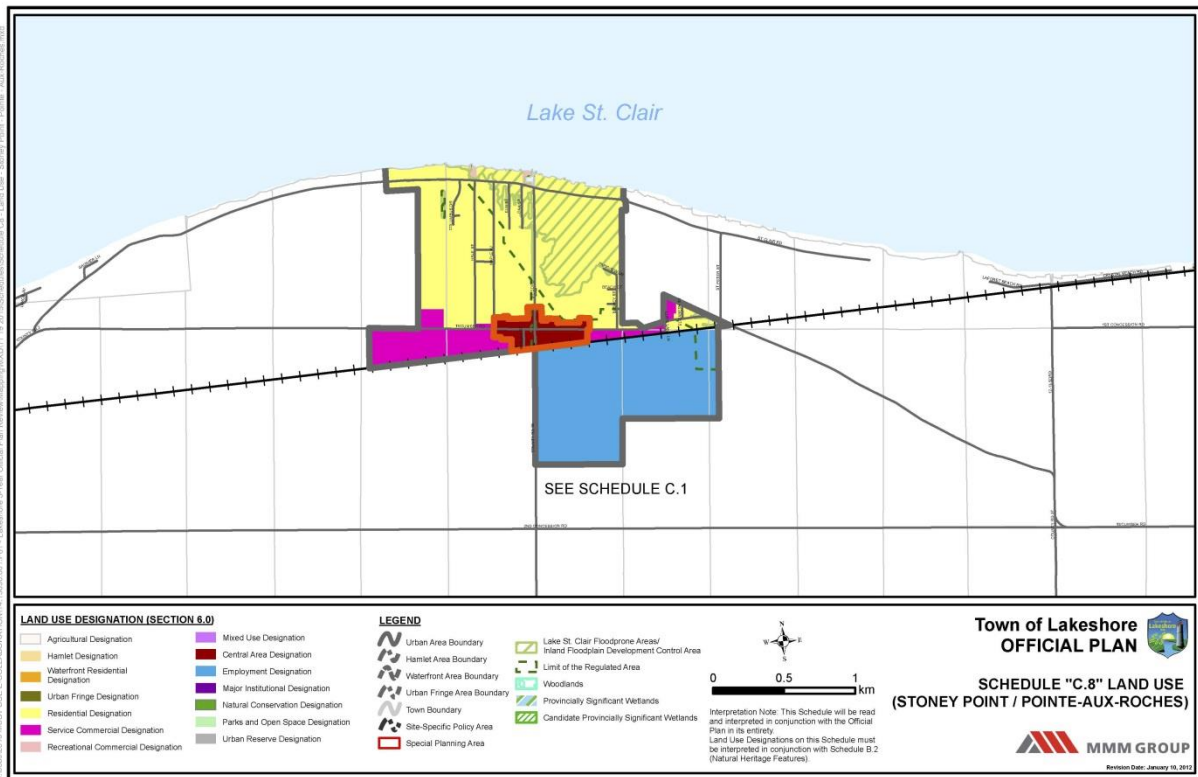 Lake St. Clair
SEE SCHEDULE C.1
LAND USE DESIGNATION (SECTION 6.0)
Agricultural Designation
Hamlet Designation
Waterfront Residential
Designation
Urban Fringe Designation
Residential Designation
Service Commercial Designation
Recreational Commercial Designation
Mixed Use Designation
Central Area Designation
Employment Designation
Major Institutional Designation
Natural Conservation Designation
Parks and Open Space Designation
Urban Reserve Designation
LEGEND
Urban Area Boundary
Hamlet Area Boundary
Waterfront Area Boundary
Urban Fringe Area Boundary
Town Boundary
Site-Specific Policy Area
Special Planning Area
Lake St. Clair Floodprone Areas/
Inland Floodplain Development Control Area
Limit of the Regulated Area
Woodlands
Provincially Significant Wetlands
Candidate Provincially Significant Wetlands
N
W E
S
0 0.5 1
km
Interpretation Note: This Schedule will be read
and interpreted in conjunction with the Official
Plan in its entirety.
Land Use Designations on this Schedule must
be interpreted in conjunction with Schedule B.2
(Natural Heritage Features).
Town of Lakeshore
OFFICIAL PLAN
SCHEDULE "C.8" LAND USE
(STONEY POINT / POINTE-AUX-ROCHES)
MMM GROUP
Revision Date: January 10, 2012